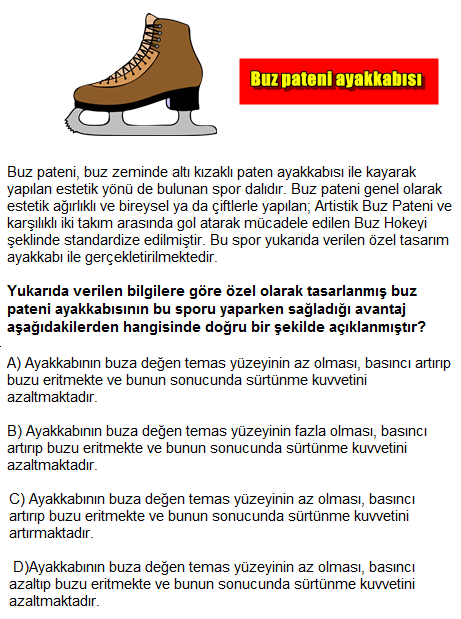 Buz pateni ayakkabısı
Buz pateni, buz zeminde altı kızaklı paten ayakkabısı ile kayarak
yapılan estetik yönü de bulunan spor dalıdır. Buz pateni genel olarak
estetik ağırlıklı ve bireysel ya da çiftlerle yapılan; Artistik Buz Pateni ve
karşılıklı iki takım arasında gol atarak mücadele edilen Buz Hokeyi
şeklinde standardize edilmiştir. Bu spor yukarıda verilen özel tasarım
ayakkabı ile gerçekletirilmektedir.
Yukarıda verilen bilgilere göre özel olarak tasarlanmış buz
pateni ayakkabısının bu sporu yaparken sağladığı avantaj
aşağıdakilerden hangisinde doğru bir şekilde açıklanmıştır?
A) Ayakkabının buza değen temas yüzeyinin az olması, basıncı artırıp
buzu eritmekte ve bunun sonucunda sürtünme kuvvetini
azaltmaktadır.
B) Ayakkabının buza değen temas yüzeyinin fazla olması, basıncı
artırıp buzu eritmekte ve bunun sonucunda sürtünme kuvvetini
azaltmaktadır.
C) Ayakkabının buza değen temas yüzeyinin az olması, basıncı
artırıp buzu eritmekte ve bunun sonucunda sürtünme kuvvetini
artırmaktadır.
D)Ayakkabının buza değen temas yüzeyinin az olması, basıncı
azaltıp buzu eritmekte ve bunun sonucunda sürtünme kuvvetini
azaltmaktadır.